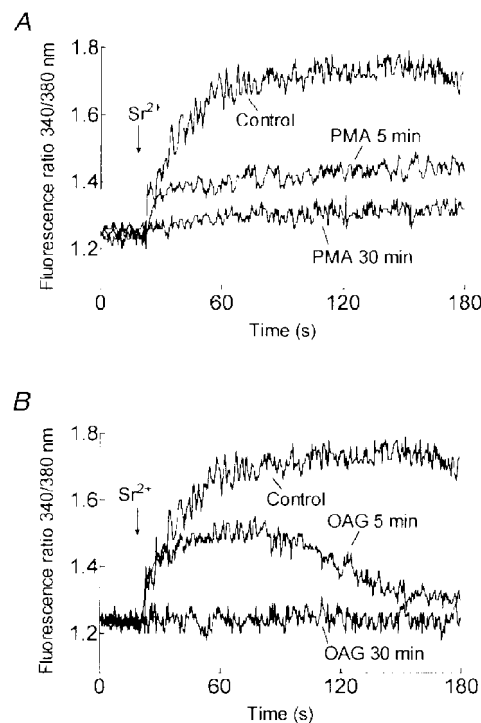 A
Fluorescence ratio 340/380 nm
1.8
1.6
1.4
1.2
Sr2+
Control
PMA 5 min
PMA 30 min
0
60
120
180
Time (s)
B
Fluorescence ratio 340/380 nm
1.8
1.6
1.4
1.2
Sr2+
Control
OAG 5 min
OAG 30 min
0
60
120
180
Time (s)